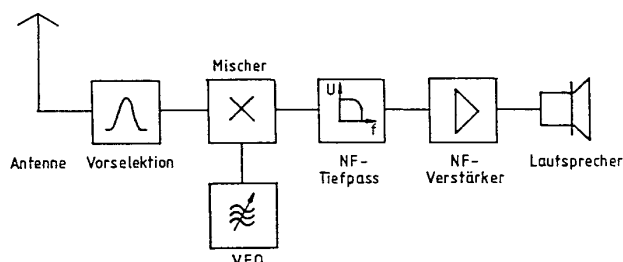 Mischer
U
f
Antenne
Vorselektion
NF-
Tiefpass
NF-
Verstärker
Lautsprecher
VFO